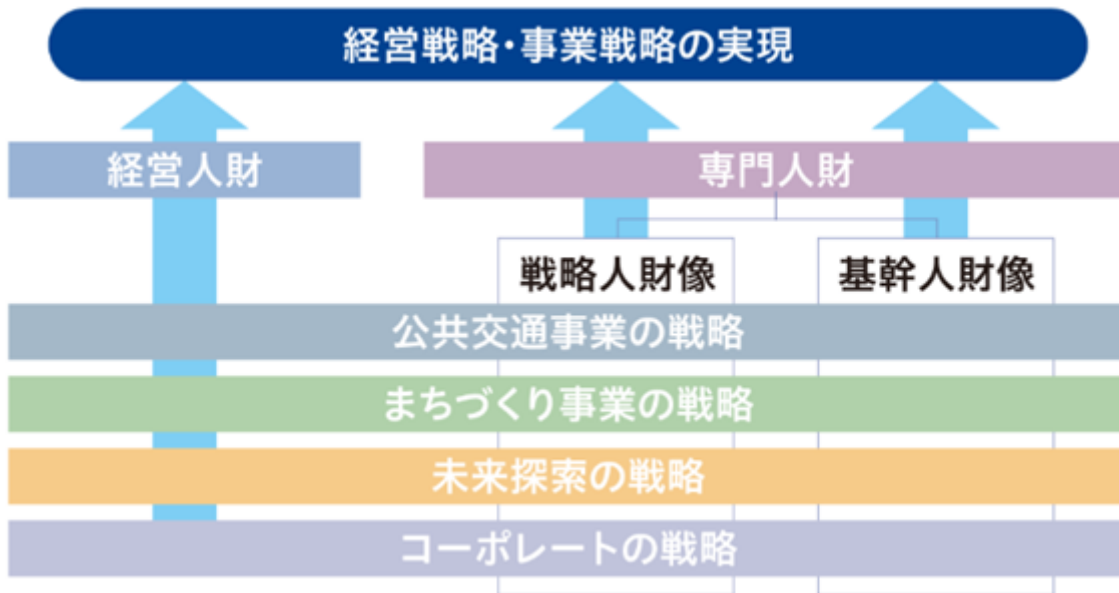 経営戦略・事業戦略の実現
経営人財
専門人財
戦略人財像
基幹人財像
公共交通事業の戦略
まちづくり事業の戦略
未来探索の戦略
コーポレートの戦略